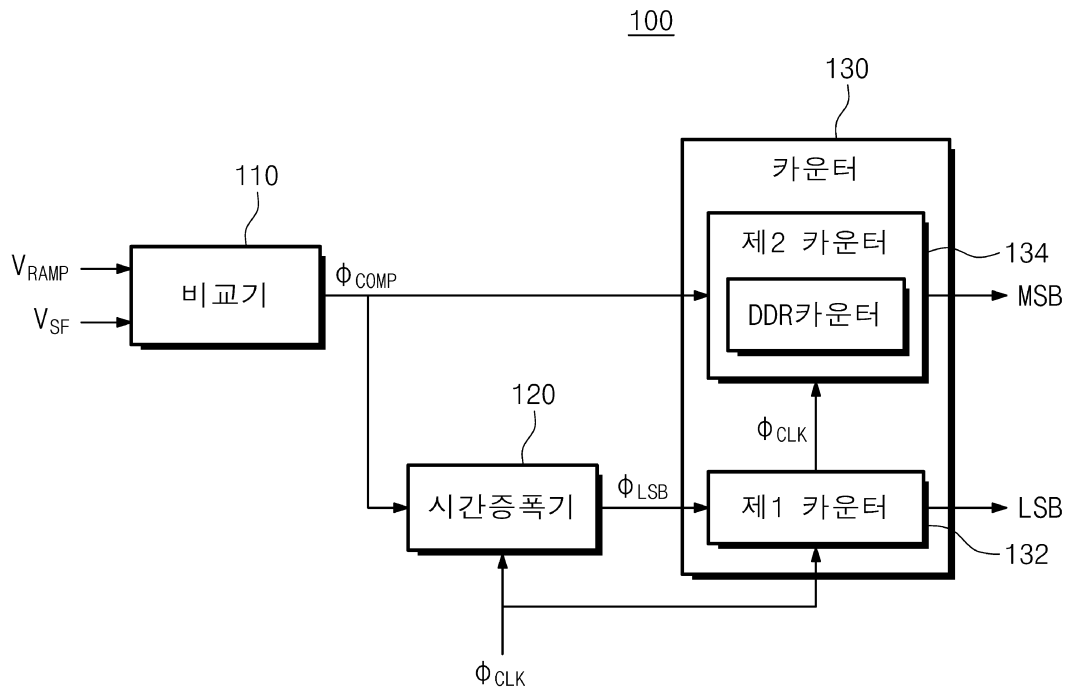 100
130
카운터
110
제2 카운터
134
V_RAMP
비교기
ϕ_COMP
V_SF
DDR카운터
MSB
120
ϕ_CLK
시간증폭기
ϕ_LSB
제1 카운터
LSB
132
ϕ_CLK